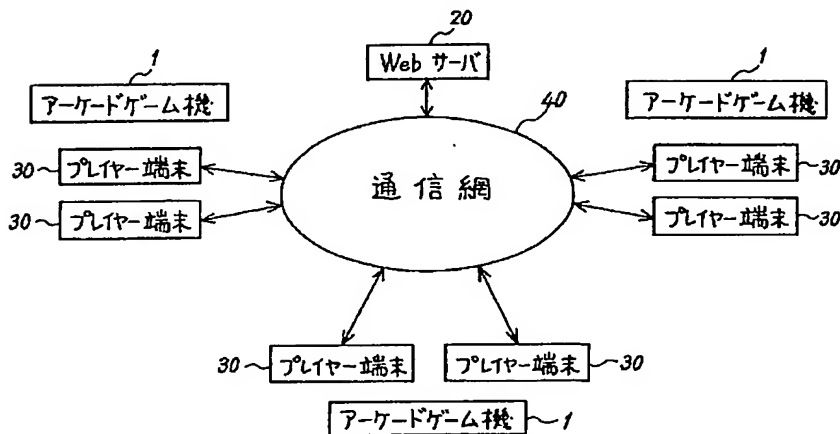 20
Web サーバ
1
アーケードゲーム機
1
アーケードゲーム機
40
通信網
30 プレイヤー端末
プレイヤー端末 30
30 プレイヤー端末
プレイヤー端末 30
30 プレイヤー端末
プレイヤー端末 30
アーケードゲーム機 1